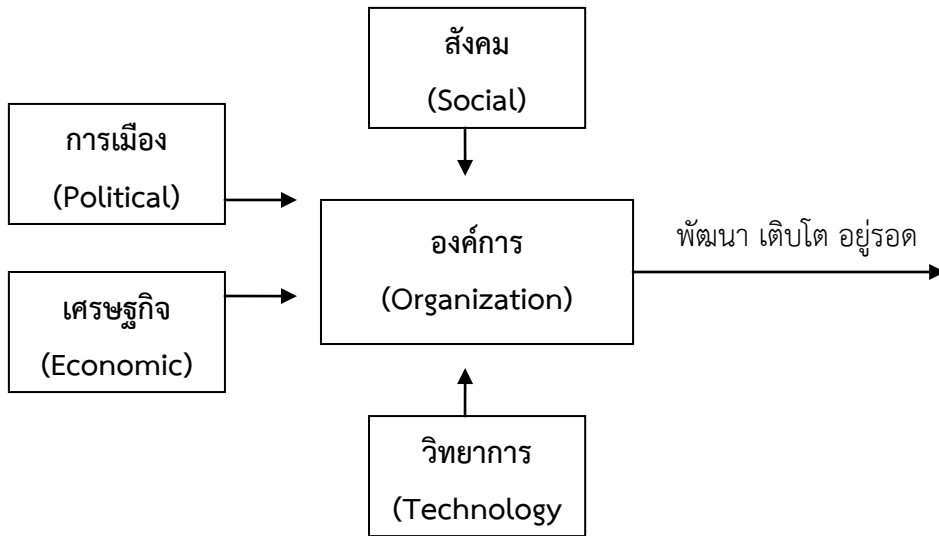 สังคม
(Social)
การเมือง
(Political)
องค์การ
(Organization)
พัฒนา เติบโต อยู่รอด
เศรษฐกิจ
(Economic)
วิทยาการ
(Technology